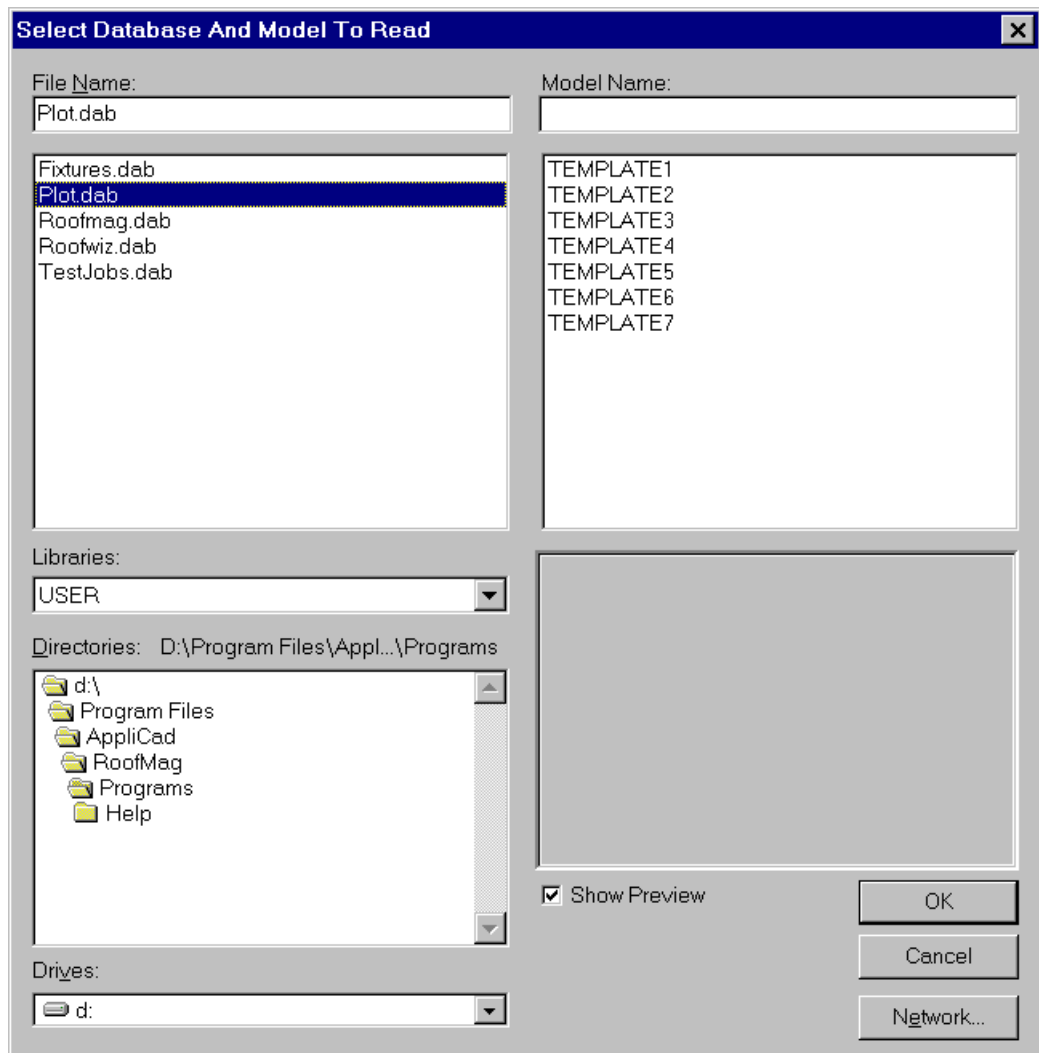 Select Database And Model To Read
File Name:
Plot.dab
Fixtures.dab
Plot.dab
Roofmag.dab
Roofwiz.dab
TestJobs.dab
Model Name:
TEMPLATE1
TEMPLATE2
TEMPLATE3
TEMPLATE4
TEMPLATE5
TEMPLATE6
TEMPLATE7
Libraries:
USER
Directories: D:\Program Files\Appl...\Programs
d:\
Program Files
AppliCad
RoofMag
Programs
Help
Drives:
d:
Show Preview
OK
Cancel
Network...